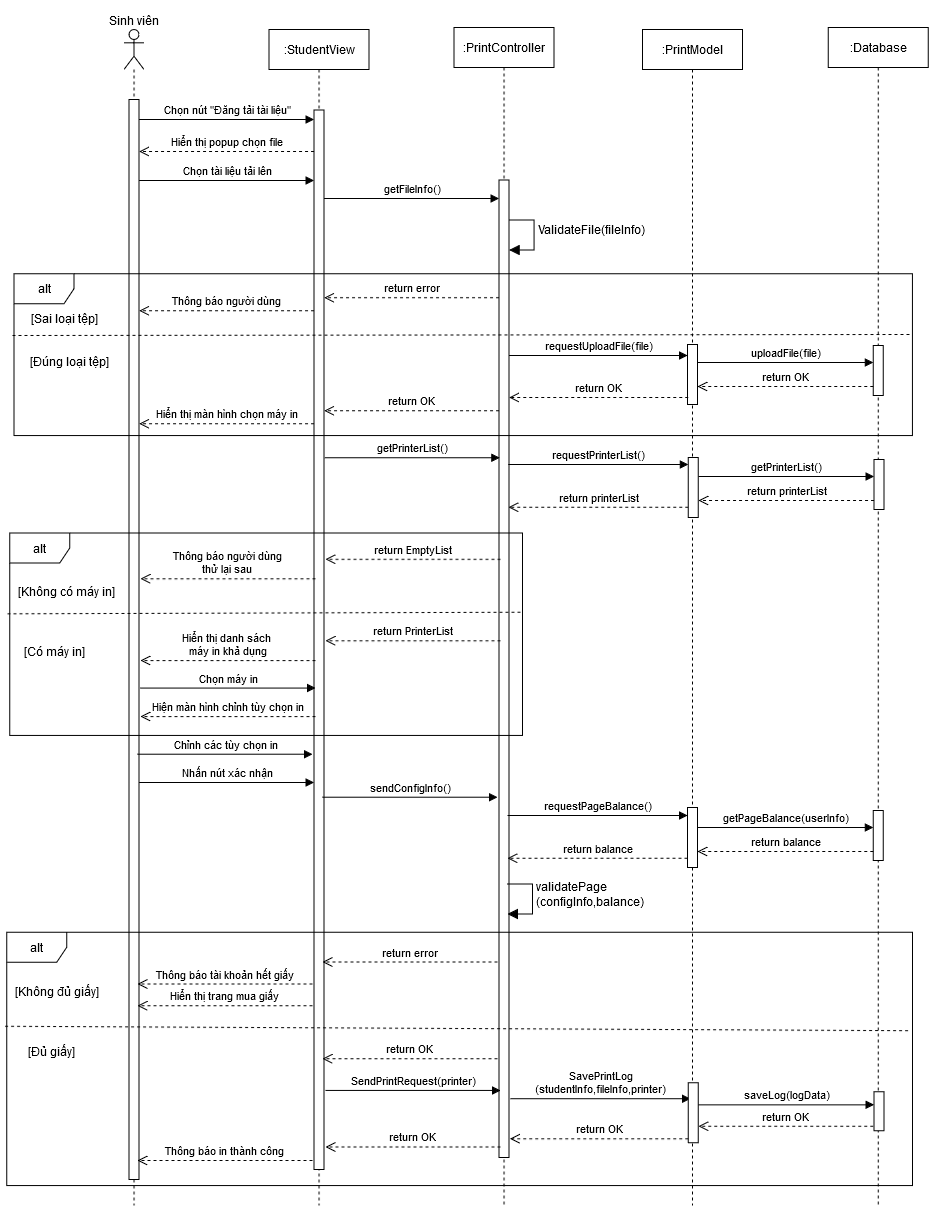 Sinh viên
:StudentView
:PrintController
:PrintModel
:Database
Chọn nút "Đăng tải tài liệu"
Hiển thị popup chọn file
Chọn tài liệu tải lên
getFileInfo()
ValidateFile(fileInfo)
alt
return error
Thông báo người dùng
[Sai loại tệp]
[Đúng loại tệp]
requestUploadFile(file)
uploadFile(file)
return OK
return OK
return OK
Hiển thị màn hình chọn máy in
getPrinterList()
requestPrinterList()
getPrinterList()
return printerList
return printerList
alt
return EmptyList
Thông báo người dùng
thử lại sau
[Không có máy in]
return PrinterList
Hiển thị danh sách
máy in khả dụng
[Có máy in]
Chọn máy in
Hiện màn hình chỉnh tùy chọn in
Chỉnh các tùy chọn in
Nhấn nút xác nhận
sendConfigInfo()
requestPageBalance()
getPageBalance(userInfo)
return balance
return balance
validatePage
(configInfo,balance)
alt
return error
Thông báo tài khoản hết giấy
[Không đủ giấy]
Hiển thị trang mua giấy
[Đủ giấy]
return OK
SendPrintRequest(printer)
SavePrintLog
(studentInfo,fileInfo,printer)
saveLog(logData)
return OK
return OK
return OK
Thông báo in thành công